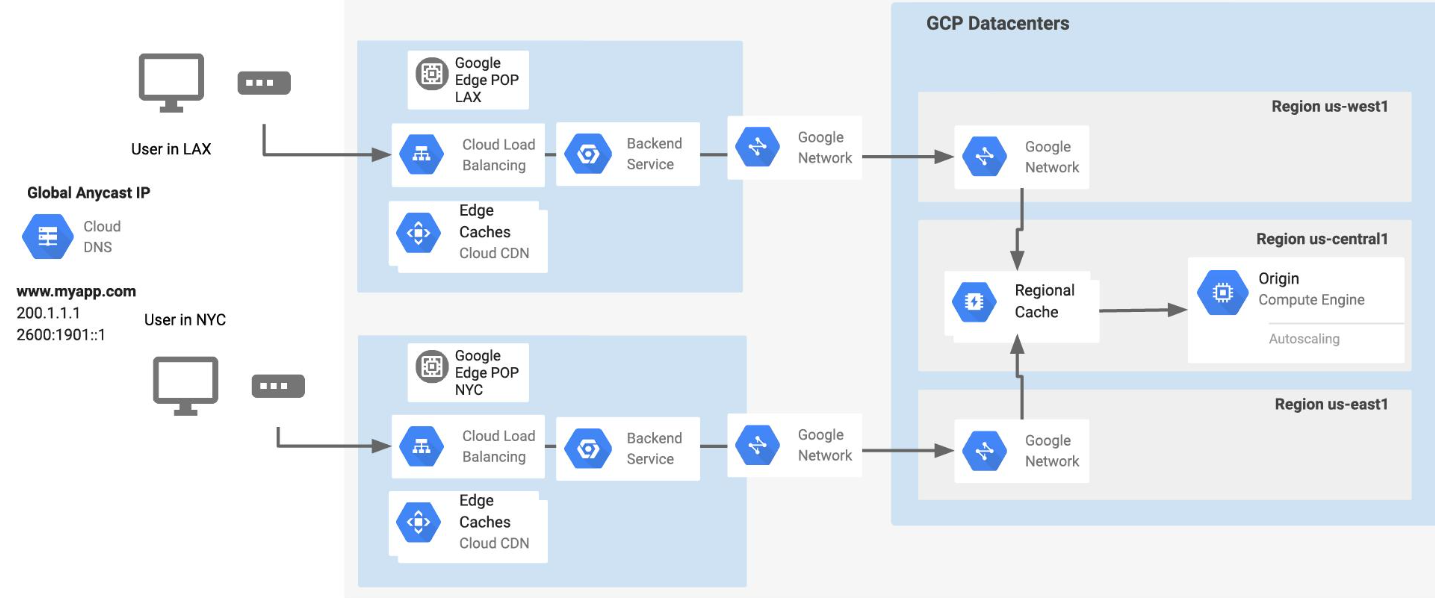 GCP Datacenters
Google
Edge POP
LAX
User in LAX
Cloud Load
Balancing
Backend
Service
Google
Network
Region us-west1
Google
Network
Global Anycast IP
Cloud
DNS
Edge
Caches
Cloud CDN
www.myapp.com
200.1.1.1
2600:1901::1
User in NYC
Region us-central1
Regional
Cache
Origin
Compute Engine
Autoscaling
Google
Edge POP
NYC
Cloud Load
Balancing
Backend
Service
Google
Network
Region us-east1
Google
Network
Edge
Caches
Cloud CDN